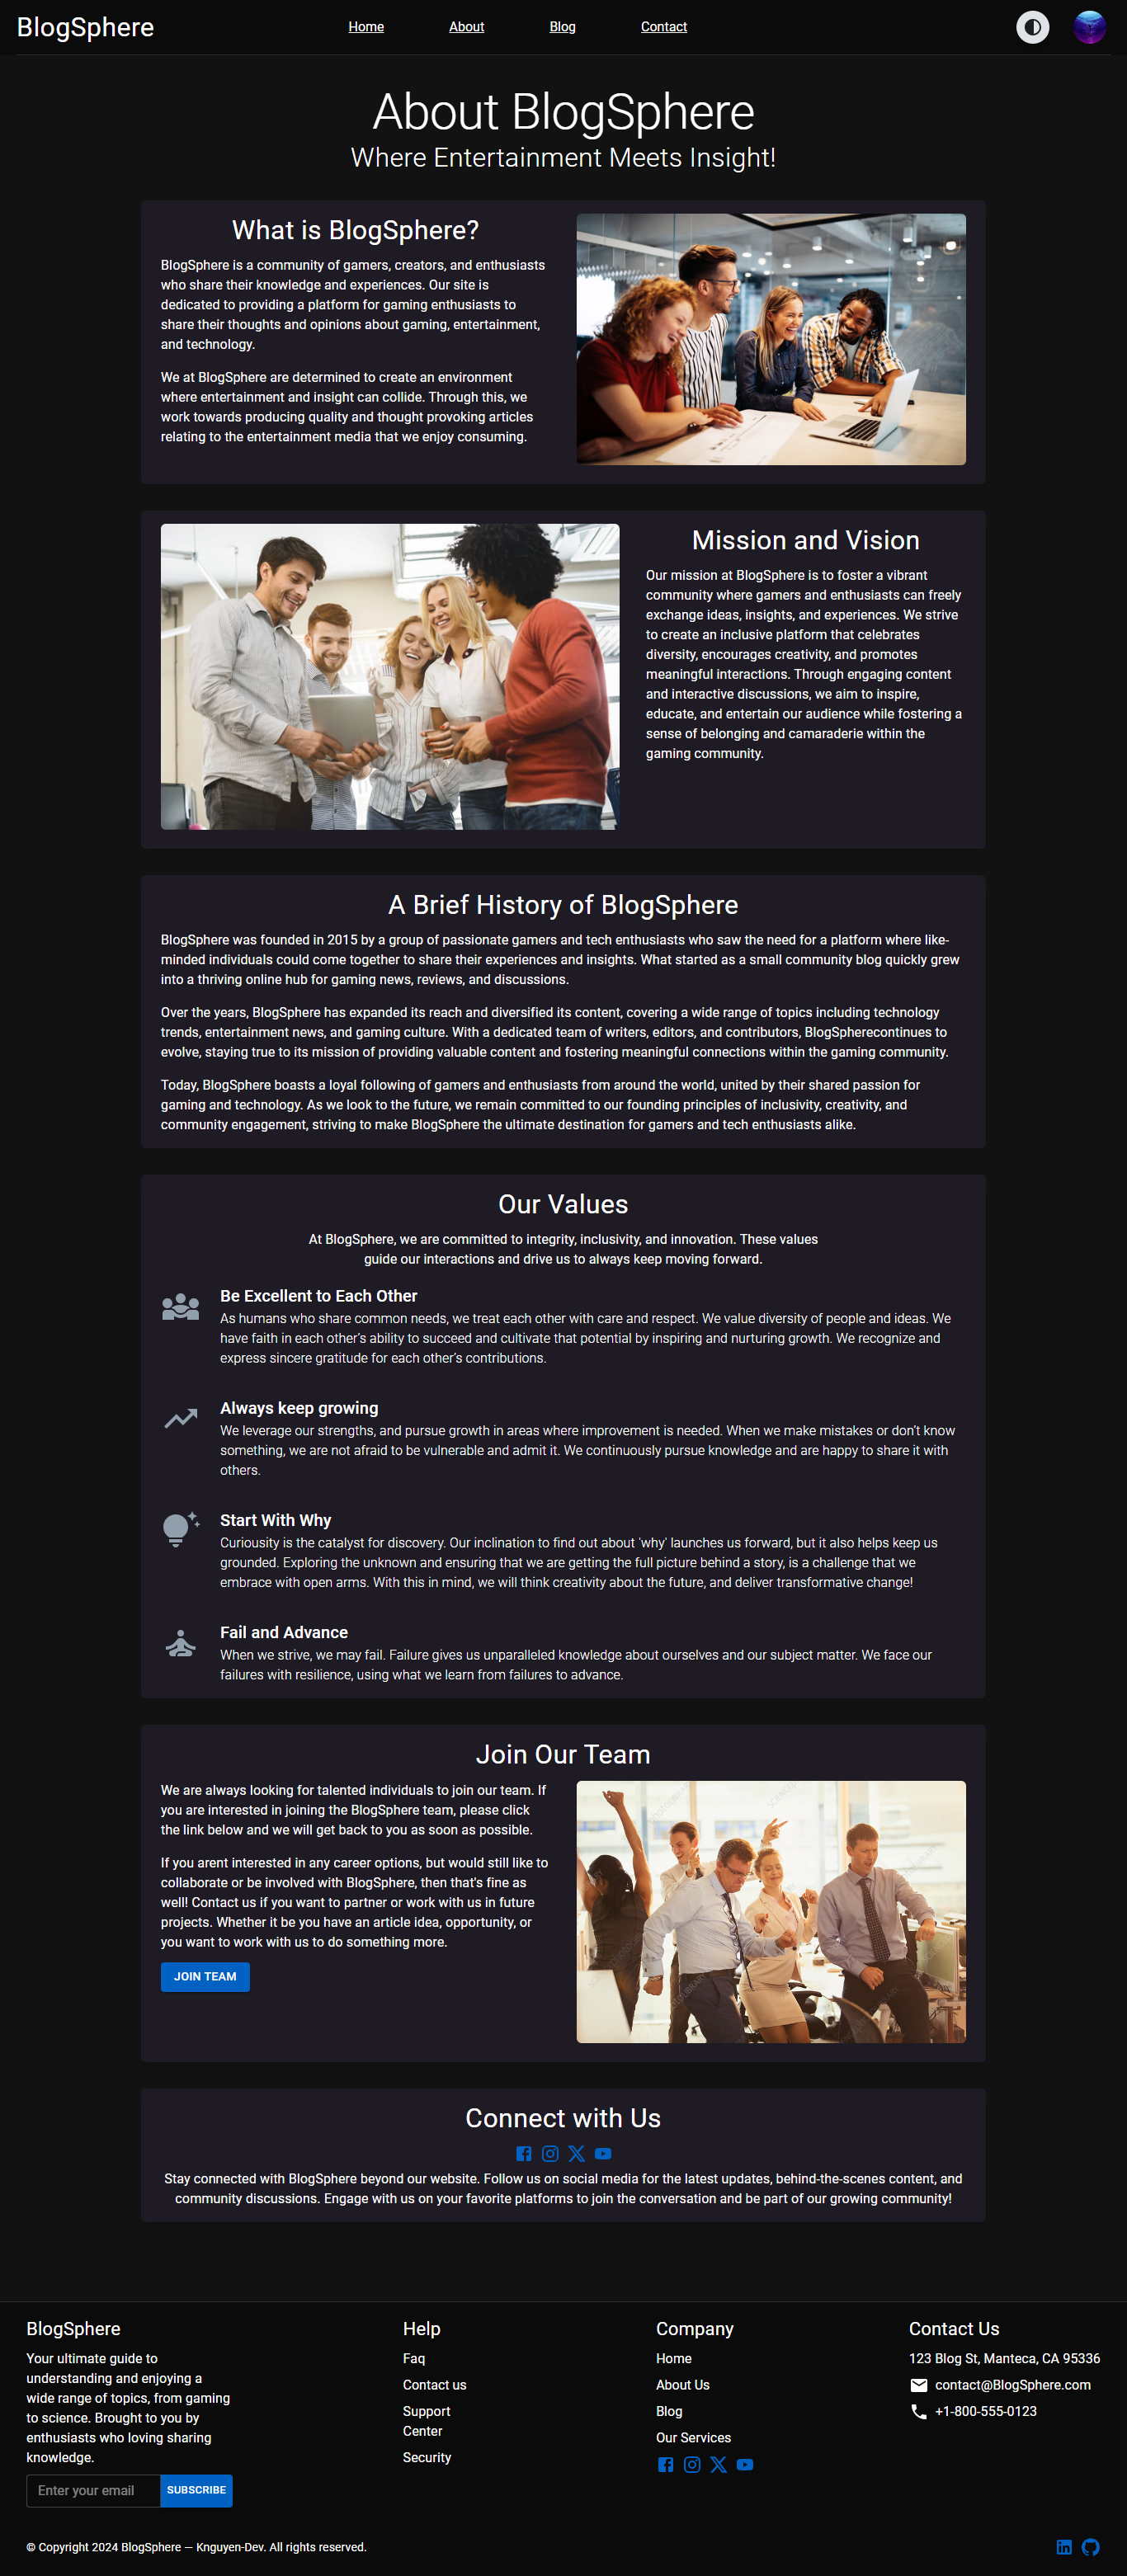 BlogSphere
Home About Blog Contact
About BlogSphere
Where Entertainment Meets Insight!
What is BlogSphere?
BlogSphere is a community of gamers, creators, and enthusiasts
who share their knowledge and experiences. Our site is
dedicated to providing a platform for gaming enthusiasts to
share their thoughts and opinions about gaming, entertainment,
and technology.
We at BlogSphere are determined to create an environment
where entertainment and insight can collide. Through this, we
work towards producing quality and thought provoking articles
relating to the entertainment media that we enjoy consuming.
Mission and Vision
Our mission at BlogSphere is to foster a vibrant
community where gamers and enthusiasts can freely
exchange ideas, insights, and experiences. We strive
to create an inclusive platform that celebrates
diversity, encourages creativity, and promotes
meaningful interactions. Through engaging content
and interactive discussions, we aim to inspire,
educate, and entertain our audience while fostering a
sense of belonging and camaraderie within the
gaming community.
A Brief History of BlogSphere
BlogSphere was founded in 2015 by a group of passionate gamers and tech enthusiasts who saw the need for a platform where like-
minded individuals could come together to share their experiences and insights. What started as a small community blog quickly grew
into a thriving online hub for gaming news, reviews, and discussions.
Over the years, BlogSphere has expanded its reach and diversified its content, covering a wide range of topics including technology
trends, entertainment news, and gaming culture. With a dedicated team of writers, editors, and contributors, BlogSpherecontinues to
evolve, staying true to its mission of providing valuable content and fostering meaningful connections within the gaming community.
Today, BlogSphere boasts a loyal following of gamers and enthusiasts from around the world, united by their shared passion for
gaming and technology. As we look to the future, we remain committed to our founding principles of inclusivity, creativity, and
community engagement, striving to make BlogSphere the ultimate destination for gamers and tech enthusiasts alike.
Our Values
At BlogSphere, we are committed to integrity, inclusivity, and innovation. These values
guide our interactions and drive us to always keep moving forward.
Be Excellent to Each Other
As humans who share common needs, we treat each other with care and respect. We value diversity of people and ideas. We
have faith in each other’s ability to succeed and cultivate that potential by inspiring and nurturing growth. We recognize and
express sincere gratitude for each other’s contributions.
Always keep growing
We leverage our strengths, and pursue growth in areas where improvement is needed. When we make mistakes or don’t know
something, we are not afraid to be vulnerable and admit it. We continuously pursue knowledge and are happy to share it with
others.
Start With Why
Curiousity is the catalyst for discovery. Our inclination to find out about 'why' launches us forward, but it also helps keep us
grounded. Exploring the unknown and ensuring that we are getting the full picture behind a story, is a challenge that we
embrace with open arms. With this in mind, we will think creativity about the future, and deliver transformative change!
Fail and Advance
When we strive, we may fail. Failure gives us unparalleled knowledge about ourselves and our subject matter. We face our
failures with resilience, using what we learn from failures to advance.
Join Our Team
We are always looking for talented individuals to join our team. If
you are interested in joining the BlogSphere team, please click
the link below and we will get back to you as soon as possible.
If you arent interested in any career options, but would still like to
collaborate or be involved with BlogSphere, then that's fine as
well! Contact us if you want to partner or work with us in future
projects. Whether it be you have an article idea, opportunity, or
you want to work with us to do something more.
JOIN TEAM
Connect with Us
Stay connected with BlogSphere beyond our website. Follow us on social media for the latest updates, behind-the-scenes content, and
community discussions. Engage with us on your favorite platforms to join the conversation and be part of our growing community!
BlogSphere
Your ultimate guide to
understanding and enjoying a
wide range of topics, from gaming
to science. Brought to you by
enthusiasts who loving sharing
knowledge.
Enter your email
SUBSCRIBE
Help
Faq
Contact us
Support
Center
Security
Company
Home
About Us
Blog
Our Services
Contact Us
123 Blog St, Manteca, CA 95336
contact@BlogSphere.com
+1-800-555-0123
© Copyright 2024 BlogSphere — Knguyen-Dev. All rights reserved.